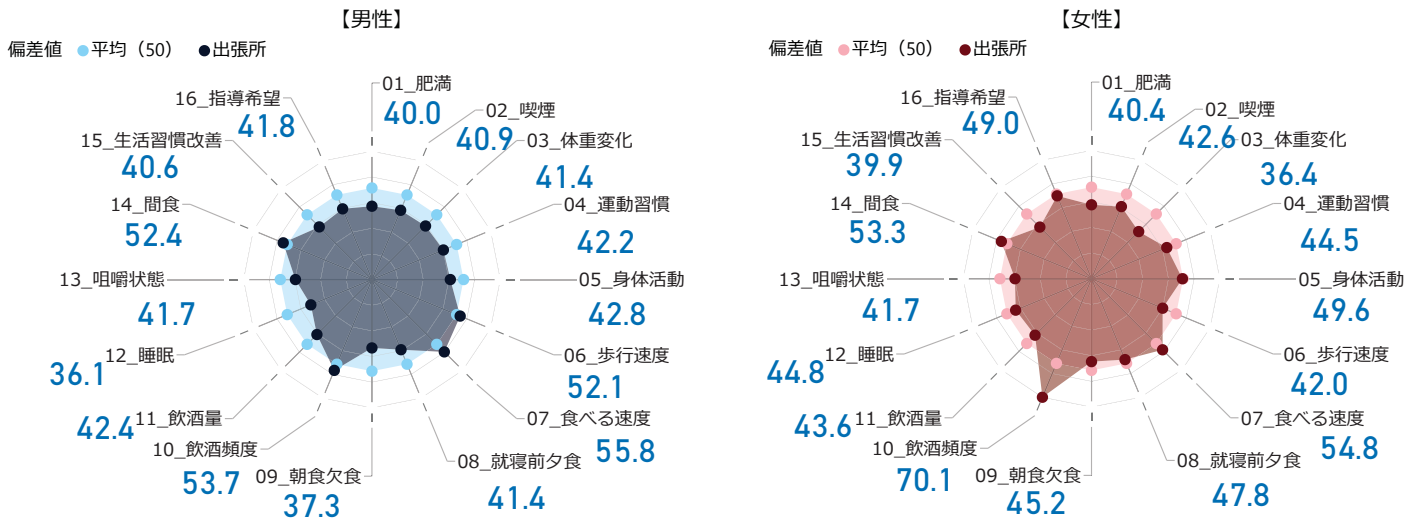 【男性】
偏差値 ●平均（50） ●出張所
01_肥満
40.0
02_喫煙
40.9
03_体重変化
41.4
04_運動習慣
42.2
05_身体活動
42.8
06_歩行速度
52.1
07_食べる速度
55.8
08_就寝前夕食
41.4
09_朝食欠食
37.3
10_飲酒頻度
53.7
11_飲酒量
42.4
12_睡眠
36.1
13_咀嚼状態
41.7
14_間食
52.4
15_生活習慣改善
40.6
16_指導希望
41.8
【女性】
偏差値 ●平均（50） ●出張所
01_肥満
40.4
02_喫煙
42.6
03_体重変化
36.4
04_運動習慣
44.5
05_身体活動
49.6
06_歩行速度
42.0
07_食べる速度
54.8
08_就寝前夕食
47.8
09_朝食欠食
45.2
10_飲酒頻度
70.1
11_飲酒量
43.6
12_睡眠
44.8
13_咀嚼状態
41.7
14_間食
53.3
15_生活習慣改善
39.9
16_指導希望
49.0